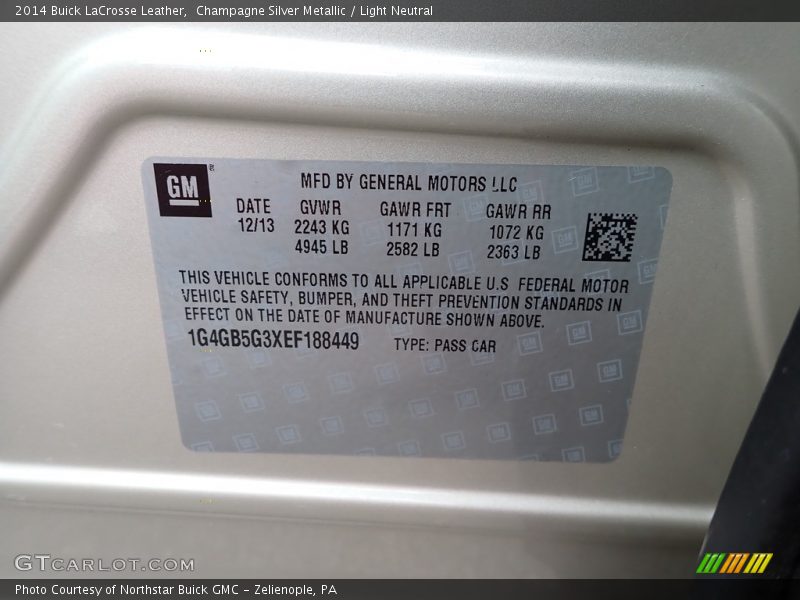 2014 Buick LaCrosse Leather,  Champagne Silver Metallic / Light Neutral
GM
MFD BY GENERAL MOTORS LLC
DATE GVWR GAWR FRT GAWR RR
12/13 2243 KG 1171 KG 1072 KG
4945 LB 2582 LB 2363 LB
THIS VEHICLE CONFORMS TO ALL APPLICABLE U.S FEDERAL MOTOR
VEHICLE SAFETY, BUMPER, AND THEFT PREVENTION STANDARDS IN
EFFECT ON THE DATE OF MANUFACTURE SHOWN ABOVE.
1G4GB5G3XEF188449 TYPE: PASS CAR
GTCARLOT.COM
Photo Courtesy of Northstar Buick GMC - Zelienople, PA